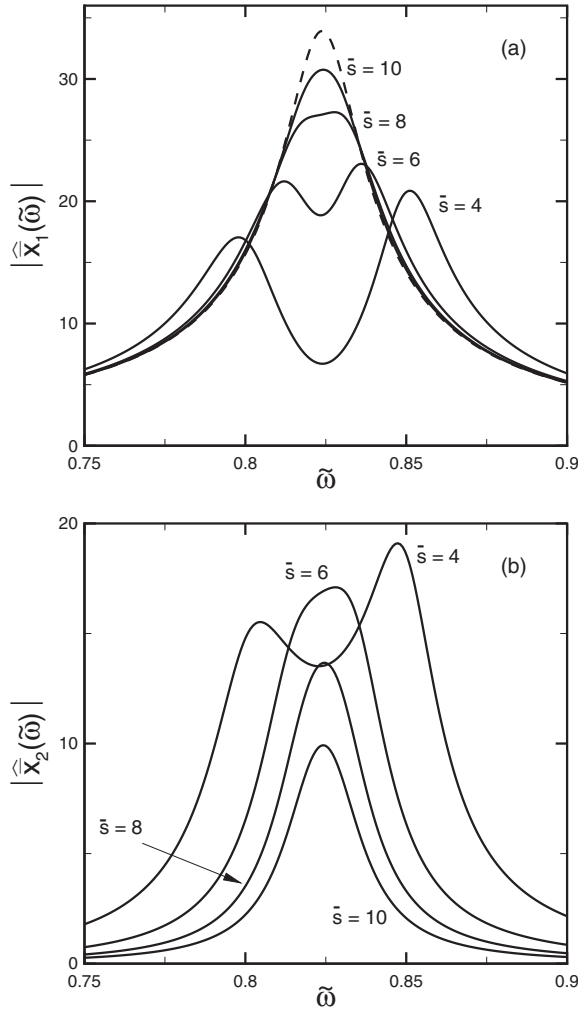 (a)
s̄ = 10
s̄ = 8
s̄ = 6
s̄ = 4
|x̄̂₁(ω̃)|
30
20
10
0
0.75 0.8 0.85 0.9
ω̃
20
(b)
s̄ = 4
s̄ = 6
|x̄̂₂(ω̃)|
10
s̄ = 8
s̄ = 10
0
0.75 0.8 0.85 0.9
ω̃